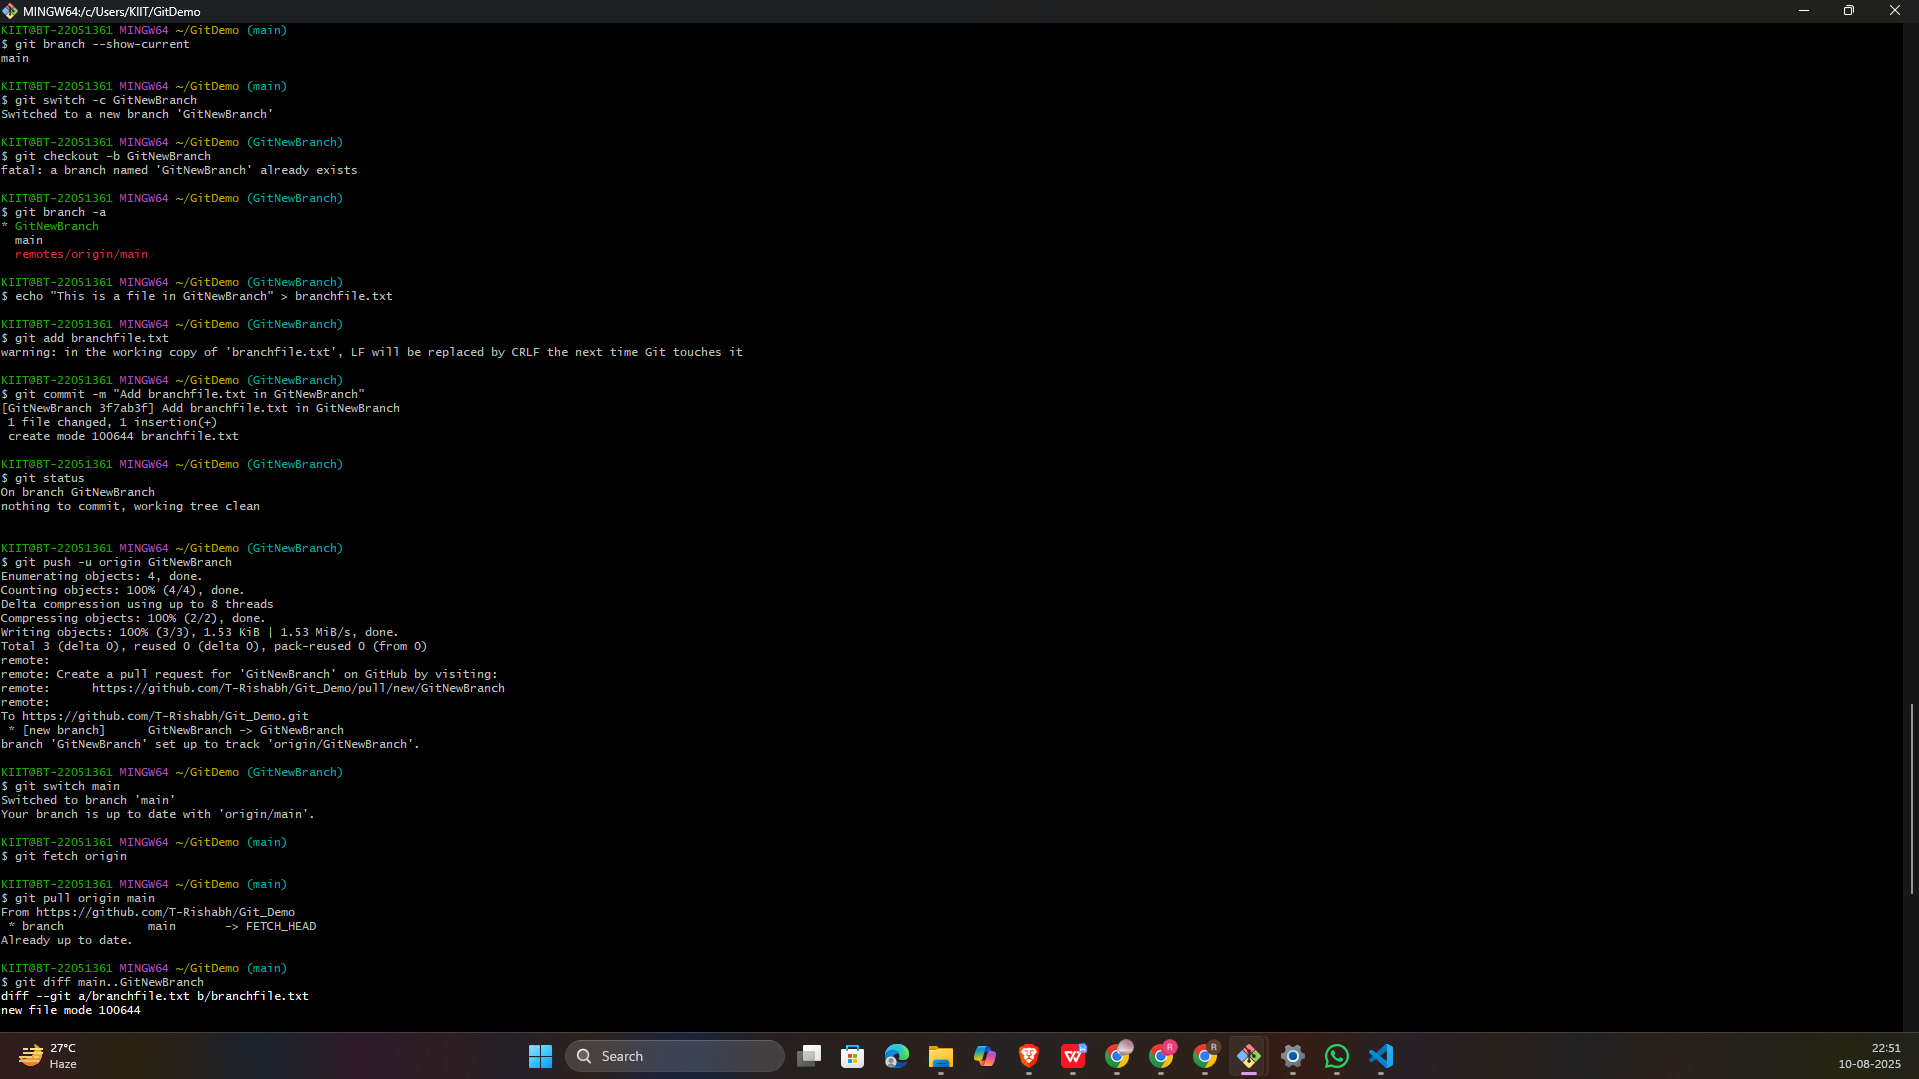 MINGW64:/c/Users/KIIT/GitDemo
KIIT@BT-22051361 MINGW64 ~/GitDemo (main)
$ git branch --show-current
main
KIIT@BT-22051361 MINGW64 ~/GitDemo (main)
$ git switch -c GitNewBranch
Switched to a new branch 'GitNewBranch'
KIIT@BT-22051361 MINGW64 ~/GitDemo (GitNewBranch)
$ git checkout -b GitNewBranch
fatal: a branch named 'GitNewBranch' already exists
KIIT@BT-22051361 MINGW64 ~/GitDemo (GitNewBranch)
$ git branch -a
* GitNewBranch
  main
  remotes/origin/main
KIIT@BT-22051361 MINGW64 ~/GitDemo (GitNewBranch)
$ echo "This is a file in GitNewBranch" > branchfile.txt
KIIT@BT-22051361 MINGW64 ~/GitDemo (GitNewBranch)
$ git add branchfile.txt
warning: in the working copy of 'branchfile.txt', LF will be replaced by CRLF the next time Git touches it
KIIT@BT-22051361 MINGW64 ~/GitDemo (GitNewBranch)
$ git commit -m "Add branchfile.txt in GitNewBranch"
[GitNewBranch 3f7ab3f] Add branchfile.txt in GitNewBranch
 1 file changed, 1 insertion(+)
 create mode 100644 branchfile.txt
KIIT@BT-22051361 MINGW64 ~/GitDemo (GitNewBranch)
$ git status
On branch GitNewBranch
nothing to commit, working tree clean
KIIT@BT-22051361 MINGW64 ~/GitDemo (GitNewBranch)
$ git push -u origin GitNewBranch
Enumerating objects: 4, done.
Counting objects: 100% (4/4), done.
Delta compression using up to 8 threads
Compressing objects: 100% (2/2), done.
Writing objects: 100% (3/3), 1.53 KiB | 1.53 MiB/s, done.
Total 3 (delta 0), reused 0 (delta 0), pack-reused 0 (from 0)
remote:
remote: Create a pull request for 'GitNewBranch' on GitHub by visiting:
remote:      https://github.com/T-Rishabh/Git_Demo/pull/new/GitNewBranch
remote:
To https://github.com/T-Rishabh/Git_Demo.git
 * [new branch]      GitNewBranch -> GitNewBranch
branch 'GitNewBranch' set up to track 'origin/GitNewBranch'.
KIIT@BT-22051361 MINGW64 ~/GitDemo (GitNewBranch)
$ git switch main
Switched to branch 'main'
Your branch is up to date with 'origin/main'.
KIIT@BT-22051361 MINGW64 ~/GitDemo (main)
$ git fetch origin
KIIT@BT-22051361 MINGW64 ~/GitDemo (main)
$ git pull origin main
From https://github.com/T-Rishabh/Git_Demo
 * branch            main       -> FETCH_HEAD
Already up to date.
KIIT@BT-22051361 MINGW64 ~/GitDemo (main)
$ git diff main..GitNewBranch
diff --git a/branchfile.txt b/branchfile.txt
new file mode 100644
27°C
Haze
Search
22:51
10-08-2025